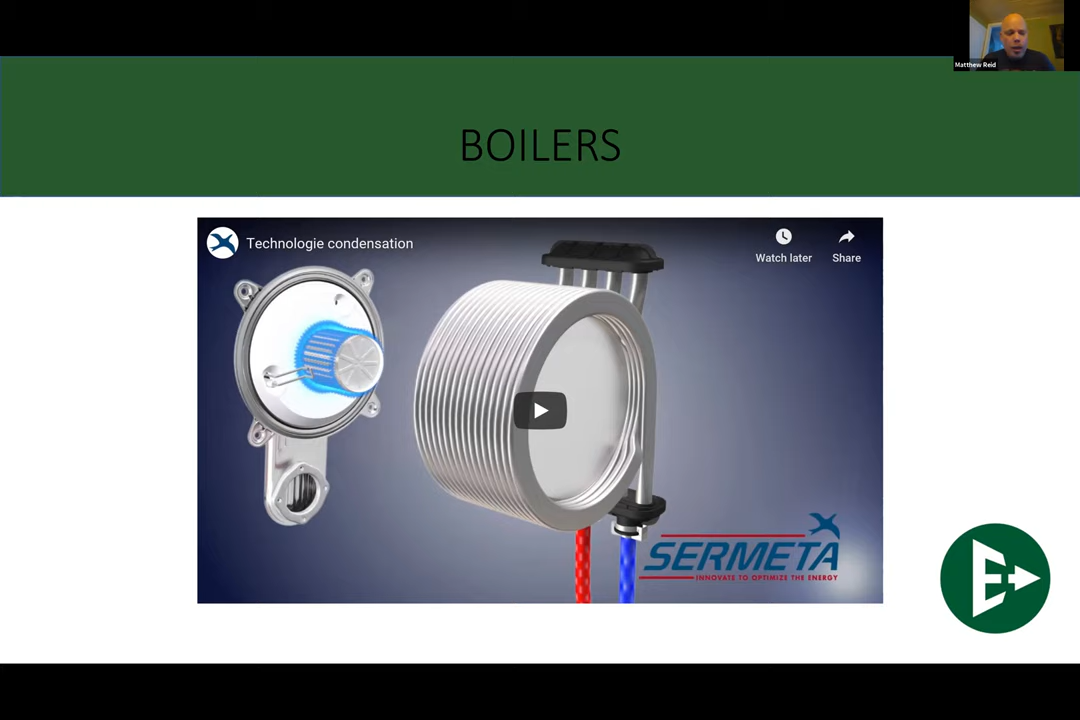 Matthew Reid
BOILERS
Technologie condensation
Watch later
Share
SERMETA
INNOVATE TO OPTIMIZE THE ENERGY
E